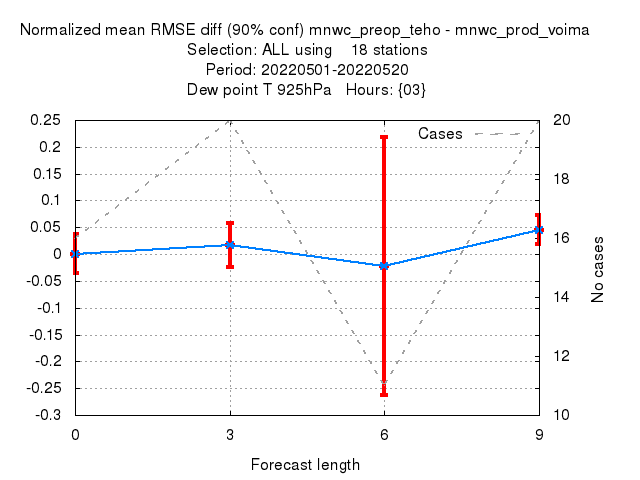 Normalized mean RMSE diff (90% conf) mnwc_preop_teho - mnwc_prod_voima
Selection: ALL using    18 stations
Period: 20220501-20220520
Dew point T 925hPa   Hours: {03}
Cases
0.25
0.2
0.15
0.1
0.05
0
-0.05
-0.1
-0.15
-0.2
-0.25
-0.3
20
18
16
14
12
10
No cases
0 3 6 9
Forecast length